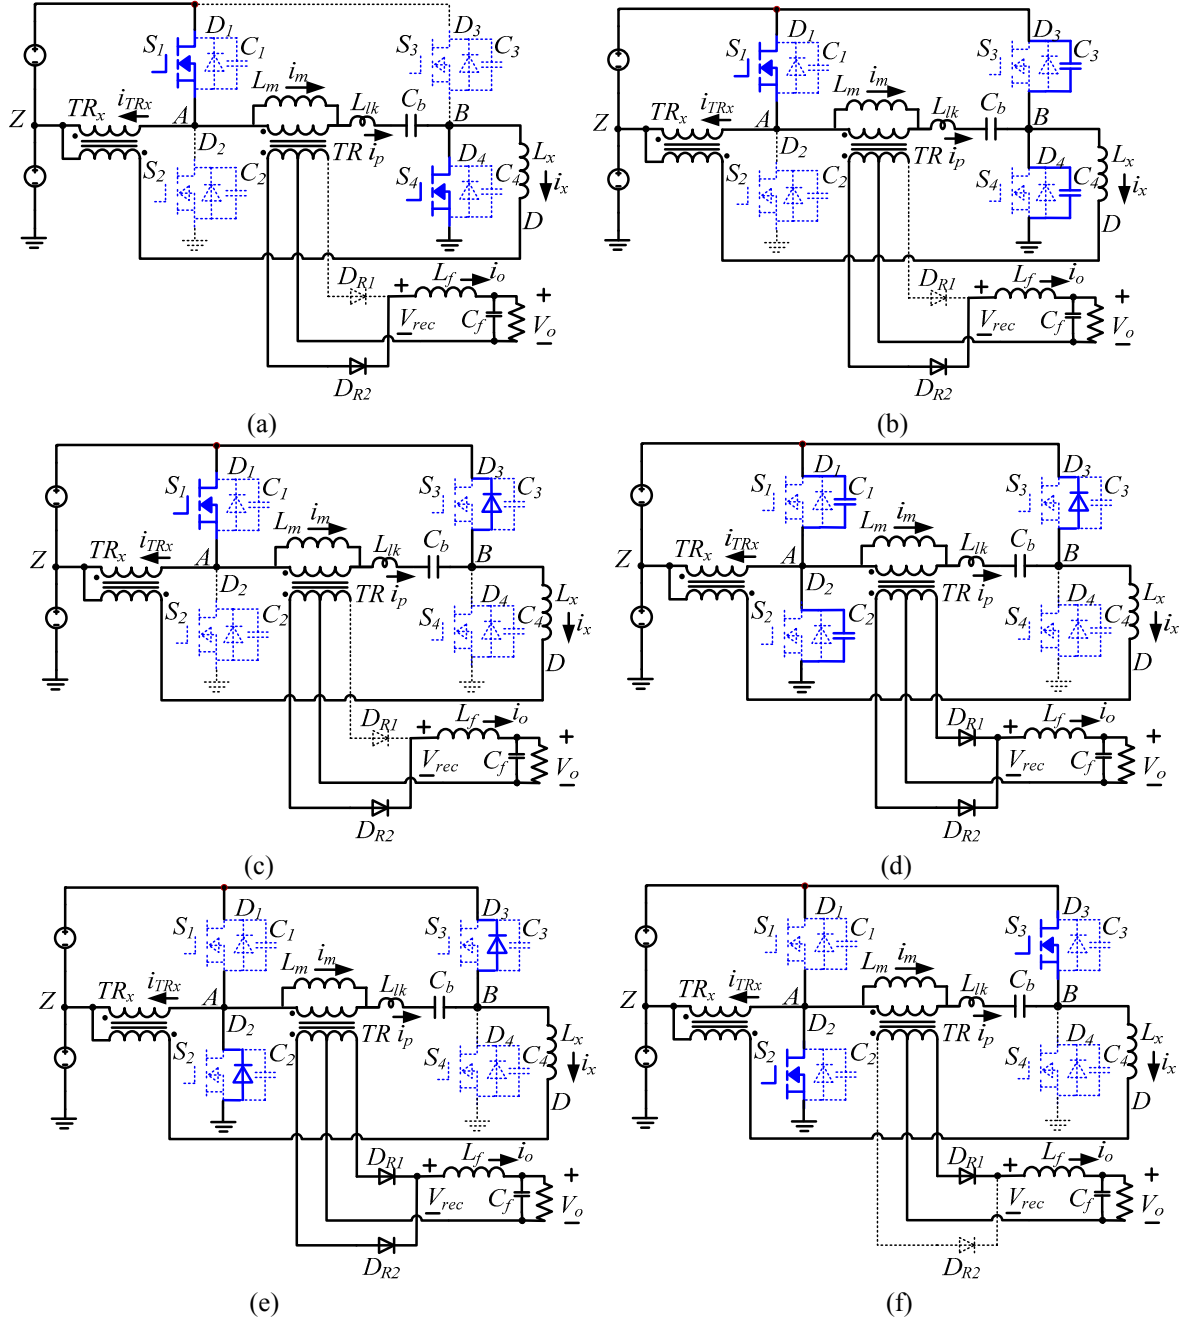 D1 D3
S1 C1 S3 C3
Lm im
TRx iTRx Llk Cb
Z A B
D2 TR ip D4
S2 C2 S4 C4 Lx ix
D
DR1 + Lf io
Vrec Cf + Vo
− −
DR2
(a)
D1 D3
S1 C1 S3 C3
Lm im
TRx iTRx Llk Cb
Z A B
D2 TR ip D4
S2 C2 S4 C4 Lx ix
D
DR1 + Lf io
Vrec Cf + Vo
− −
DR2
(b)
D1 D3
S1 C1 S3 C3
Lm im
TRx iTRx Llk Cb
Z A B
D2 TR ip D4
S2 C2 S4 C4 Lx ix
D
DR1 + Lf io
Vrec Cf + Vo
− −
DR2
(c)
D1 D3
S1 C1 S3 C3
Lm im
TRx iTRx Llk Cb
Z A B
D2 TR ip D4
S2 C2 S4 C4 Lx ix
D
DR1 + Lf io
Vrec Cf + Vo
− −
DR2
(d)
D1 D3
S1 C1 S3 C3
Lm im
TRx iTRx Llk Cb
Z A B
D2 TR ip D4
S2 C2 S4 C4 Lx ix
D
DR1 + Lf io
Vrec Cf + Vo
− −
DR2
(e)
D1 D3
S1 C1 S3 C3
Lm im
TRx iTRx Llk Cb
Z A B
D2 TR ip D4
S2 C2 S4 C4 Lx ix
D
DR1 + Lf io
Vrec Cf + Vo
− −
DR2
(f)